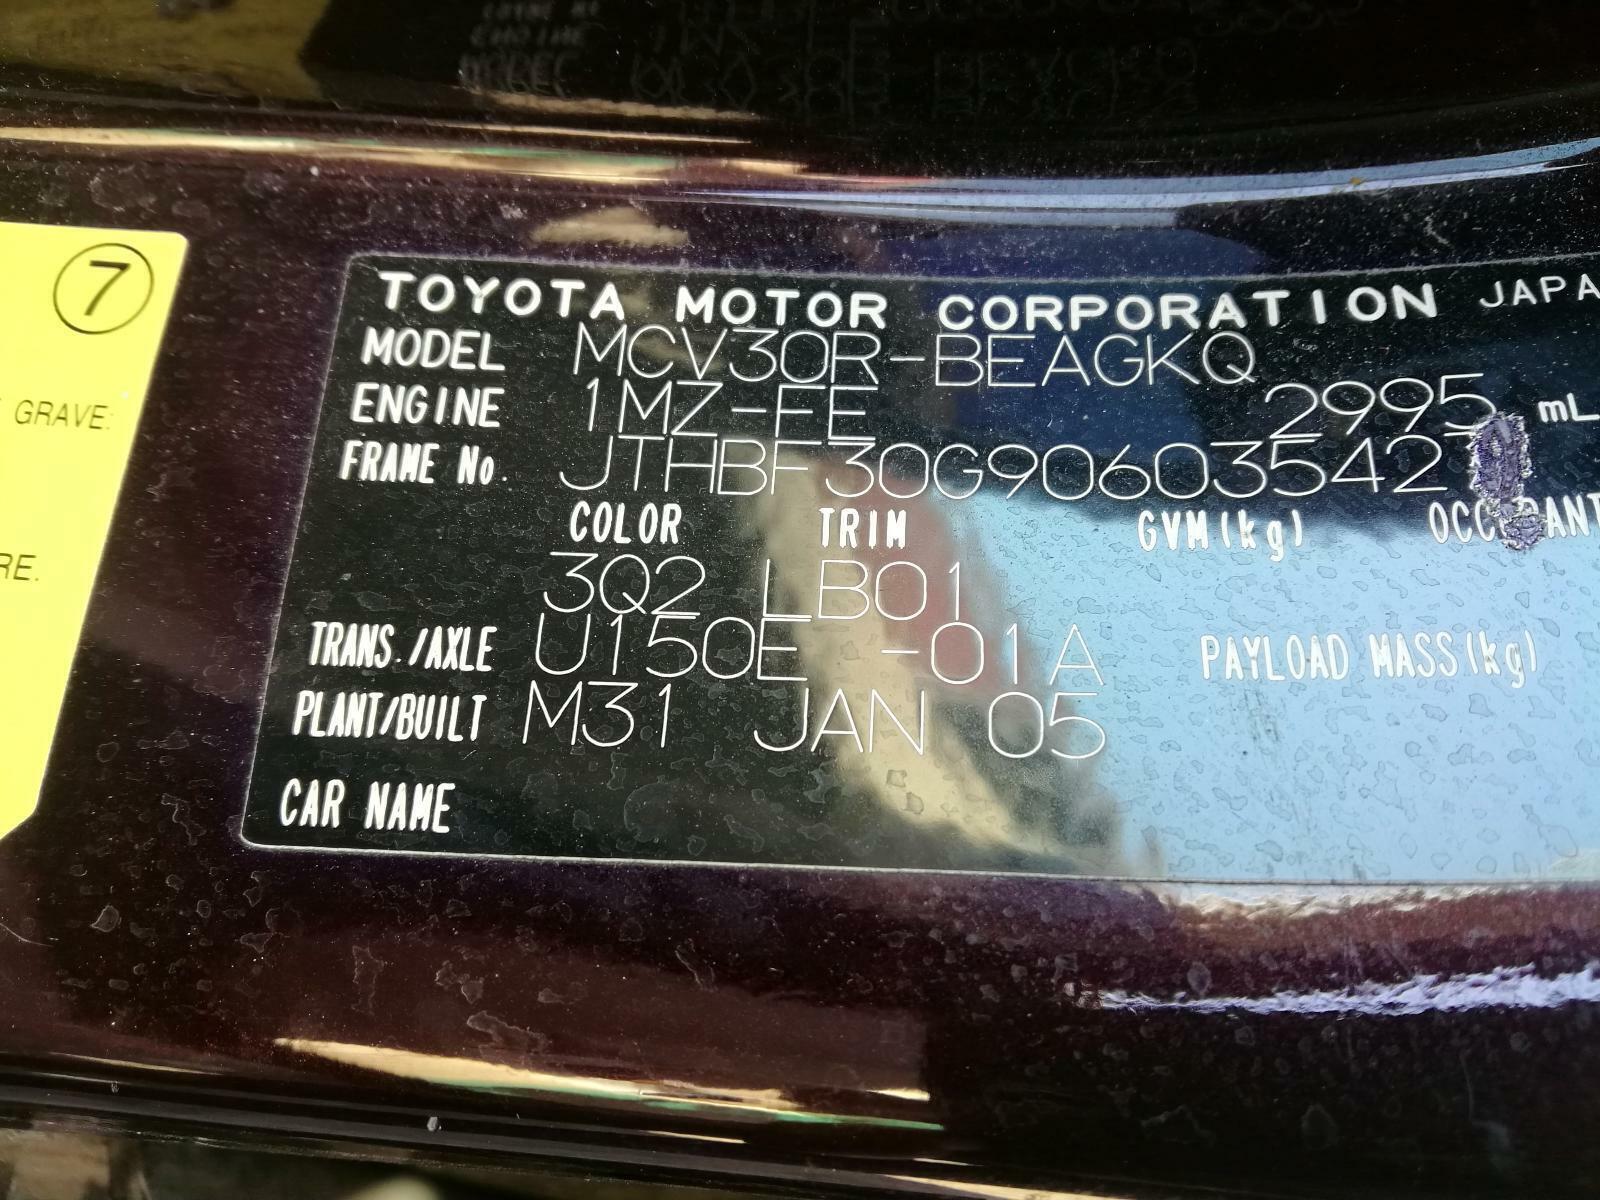 7
GRAVE:
RE.
TOYOTA MOTOR CORPORATION JAPA
MODEL MCV30R-BEAGKQ
ENGINE 1MZ-FE 2995 mL
FRAME No. JTHBF30G90603542
COLOR TRIM GVM(kg)
3Q2 LB01
TRANS./AXLE U150E -01A PAYLOAD MASS(kg)
PLANT/BUILT M31 JAN 05
CAR NAME